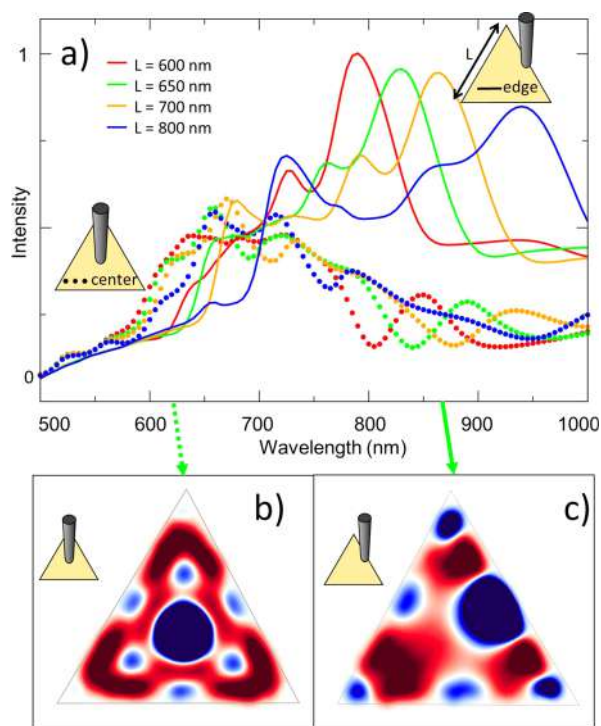 a)
1
0
Intensity
L = 600 nm
L = 650 nm
L = 700 nm
L = 800 nm
L
edge
center
500 600 700 800 900 1000
Wavelength (nm)
b) c)